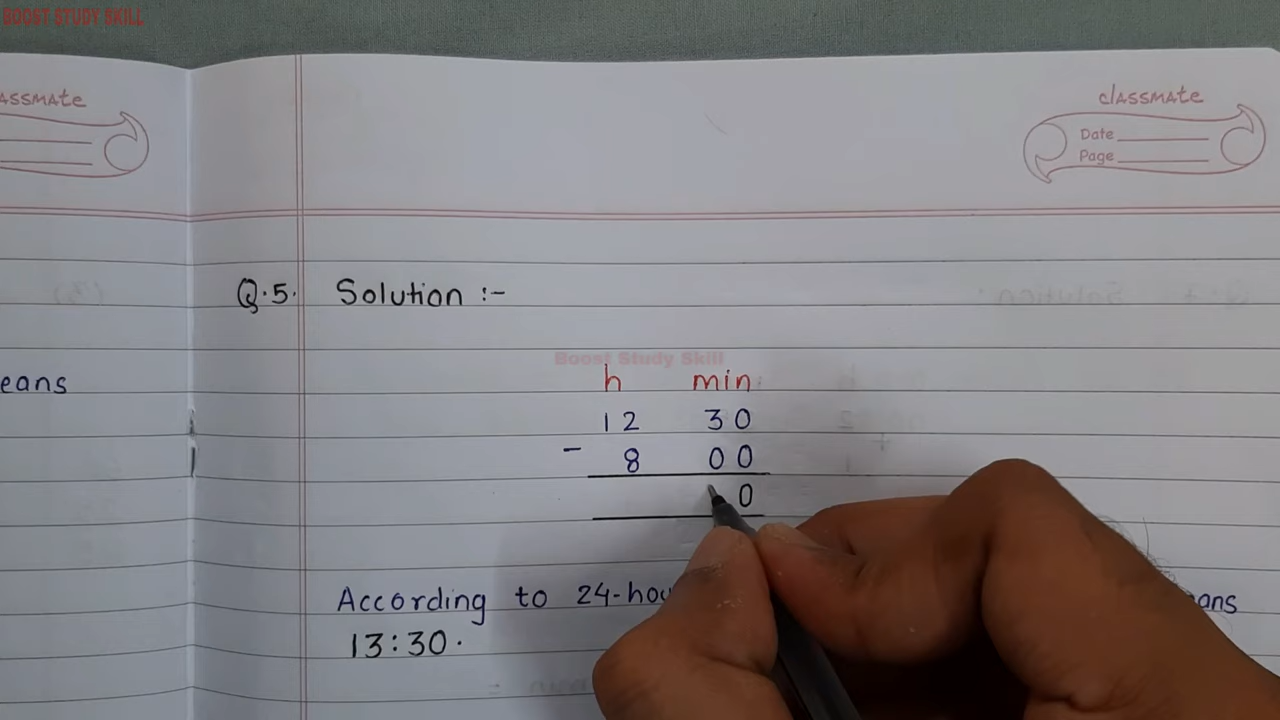 BOOST STUDY SKILL
ASSMATE
classmate
Date
Page
Q.5. Solution :-
Boost Study Skill
eans
h min
12 30
- 8 00
0
According to 24-hou ans
13:30.